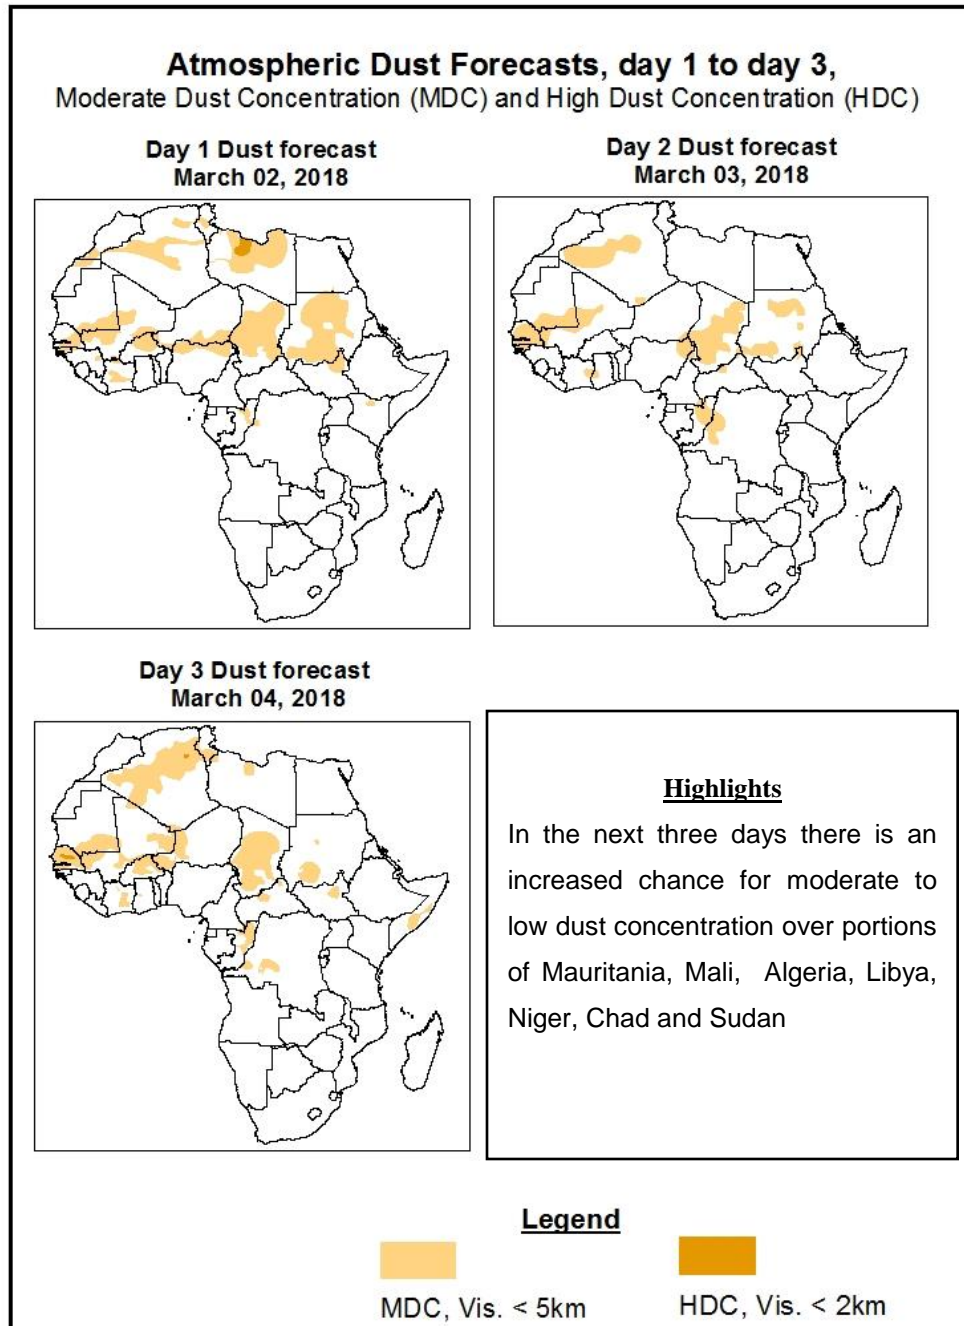 Atmospheric Dust Forecasts, day 1 to day 3,
Moderate Dust Concentration (MDC) and High Dust Concentration (HDC)
Day 1 Dust forecast
March 02, 2018
Day 2 Dust forecast
March 03, 2018
Day 3 Dust forecast
March 04, 2018
Highlights
In the next three days there is an
increased chance for moderate to
low dust concentration over portions
of Mauritania, Mali, Algeria, Libya,
Niger, Chad and Sudan
Legend
MDC, Vis. < 5km
HDC, Vis. < 2km